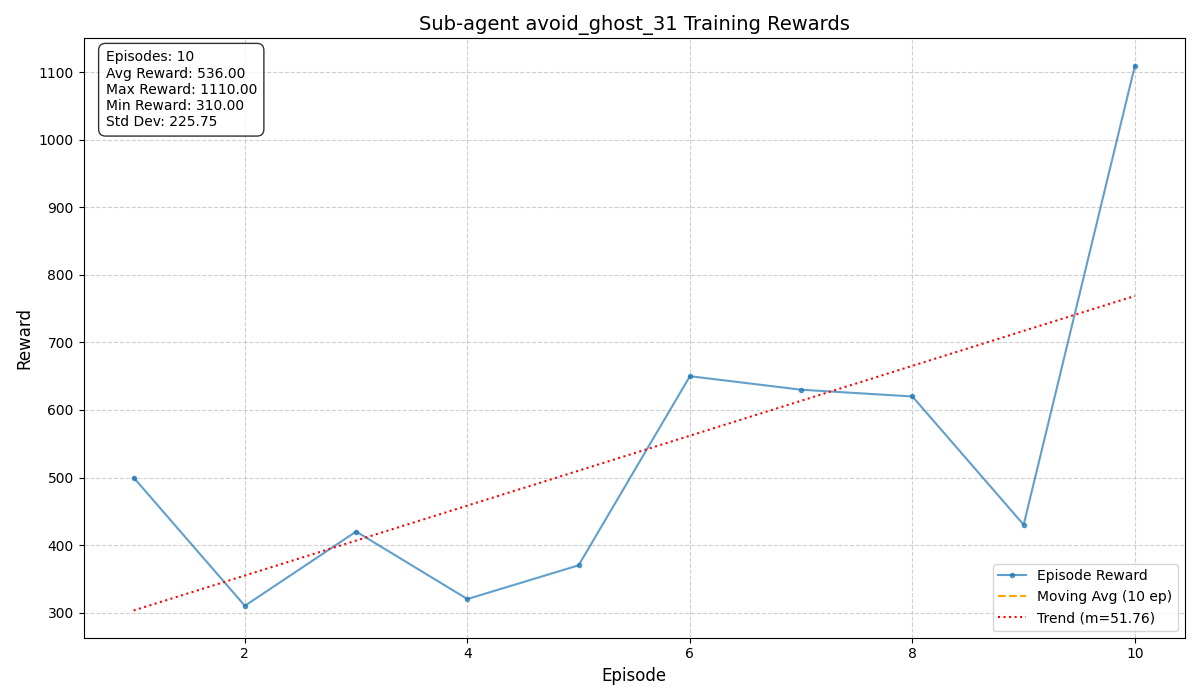 Sub-agent avoid_ghost_31 Training Rewards
Episodes: 10
Avg Reward: 536.00
Max Reward: 1110.00
Min Reward: 310.00
Std Dev: 225.75
1100
1000
900
800
700
600
500
400
300
Reward
2 4 6 8 10
Episode
Episode Reward
Moving Avg (10 ep)
Trend (m=51.76)